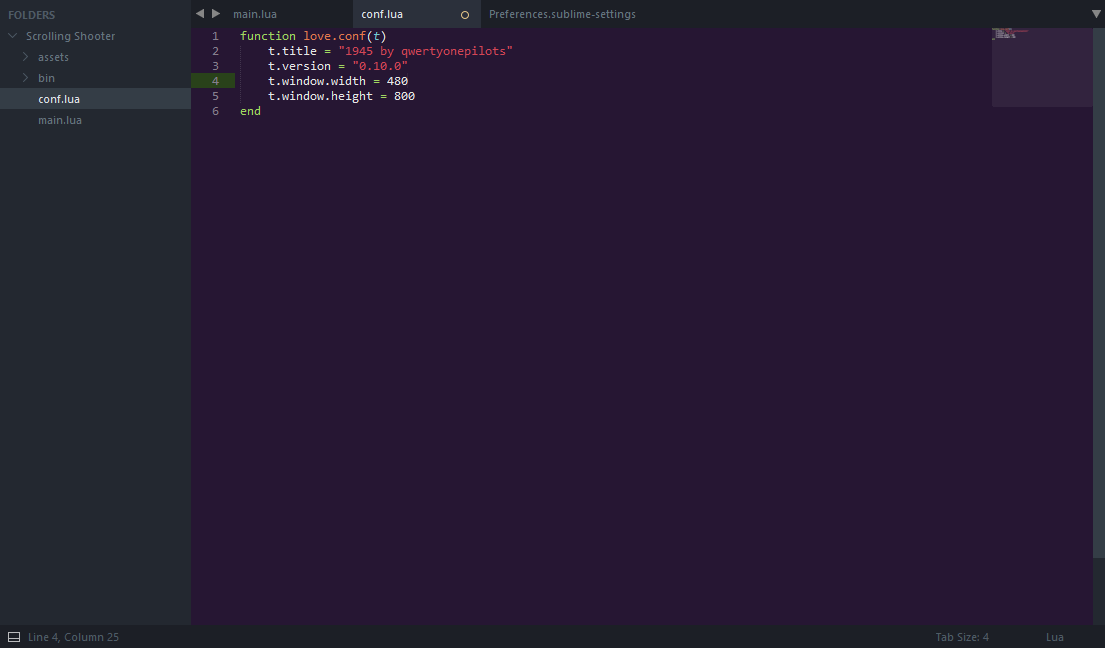 FOLDERS
Scrolling Shooter
assets
bin
conf.lua
main.lua
main.lua
conf.lua
Preferences.sublime-settings
1 function love.conf(t)
2     t.title = "1945 by qwertyonepilots"
3     t.version = "0.10.0"
4     t.window.width = 480
5     t.window.height = 800
6 end
Line 4, Column 25
Tab Size: 4
Lua